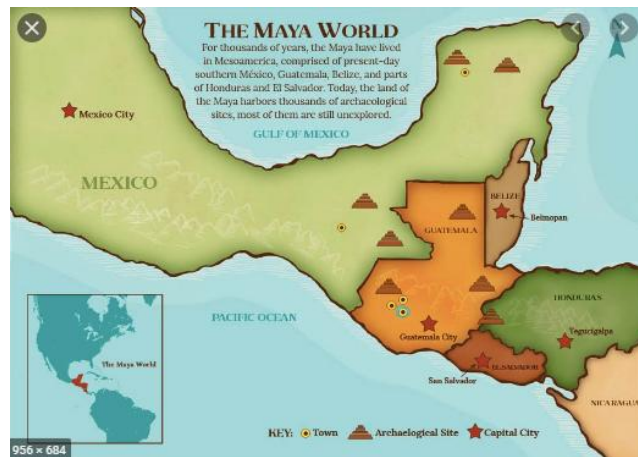 THE MAYA WORLD
For thousands of years, the Maya have lived
in Mesoamerica, comprised of present-day
southern México, Guatemala, Belize, and parts
of Honduras and El Salvador. Today, the land of
the Maya harbors thousands of archaeological
sites, most of them are still unexplored.
GULF OF MEXICO
Mexico City
MEXICO
BELIZE
Belmopan
GUATEMALA
HONDURAS
PACIFIC OCEAN
Tegucigalpa
Guatemala City
The Maya World
EL SALVADOR
San Salvador
NICARAGUA
KEY: Town Archaelogical Site Capital City
956 × 684